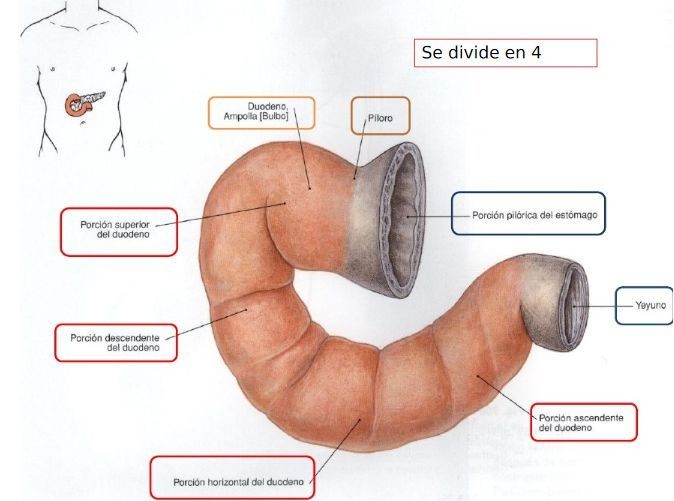 Se divide en 4
Duodeno,
Ampolla [Bulbo]
Píloro
Porción superior
del duodeno
Porción pilórica del estómago
Yeyuno
Porción descendente
del duodeno
Porción ascendente
del duodeno
Porción horizontal del duodeno